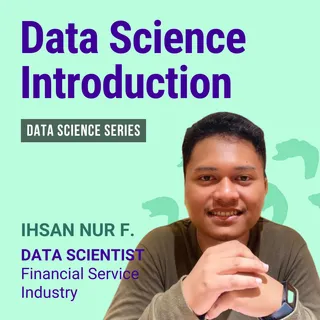 Data Science
Introduction
DATA SCIENCE SERIES
IHSAN NUR F.
DATA SCIENTIST
Financial Service
Industry